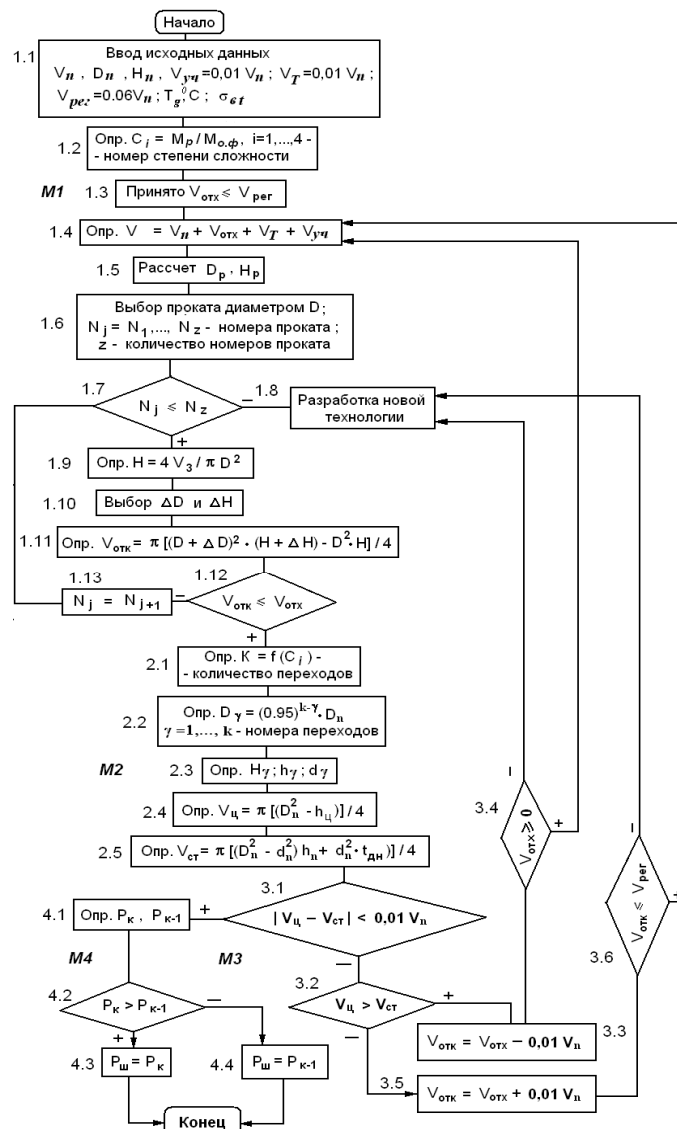 Начало
1.1
Ввод исходных данных
Vп , Dп , Hп , Vуч=0,01 Vп ; VТ=0,01 Vп ;
Vрег=0.06Vп ; Tg⁰C ; σвt
1.2
Опр. Ci = Mр / Mо.ф, i=1,...,4 -
- номер степени сложности
М1
1.3
Принято Vотх ≤ Vрег
1.4
Опр. V = Vп + Vотх + VТ + Vуч
1.5
Рассчет Dр , Hр
1.6
Выбор проката диаметром D;
Nj = N1,..., Nz - номера проката ;
z - количество номеров проката
1.7
Nj ≤ Nz
–
+
1.8
Разработка новой
технологии
1.9
Опр. H = 4 V3 / π D²
1.10
Выбор ΔD и ΔH
1.11
Опр. Vотк = π [(D + ΔD)² · (H + ΔH) - D²· H] / 4
1.12
Vотк ≤ Vотх
–
+
1.13
Nj = Nj+1
2.1
Опр. К = f (Ci) -
- количество переходов
2.2
Опр. Dγ = (0.95)^k-γ · Dп
γ =1,..., k - номера переходов
М2
2.3
Опр. Hγ ; hγ ; dγ
2.4
Опр. Vц = π [(D²п - hц)] / 4
2.5
Опр. Vст = π [(D²п - d²п) hп + d²п · tдн)] / 4
3.1
| Vц – Vст | < 0,01 Vп
+
–
4.1
Опр. Pк , Pк-1
М4
М3
4.2
Pк > Pк-1
–
+
4.3
Pш = Pк
4.4
Pш = Pк-1
3.2
Vц > Vст
+
–
3.3
Vотк = Vотх – 0,01 Vп
3.4
Vотх ≥ 0
–
+
3.5
Vотк = Vотх + 0,01 Vп
3.6
Vотк ≤ Vрег
–
+
Конец